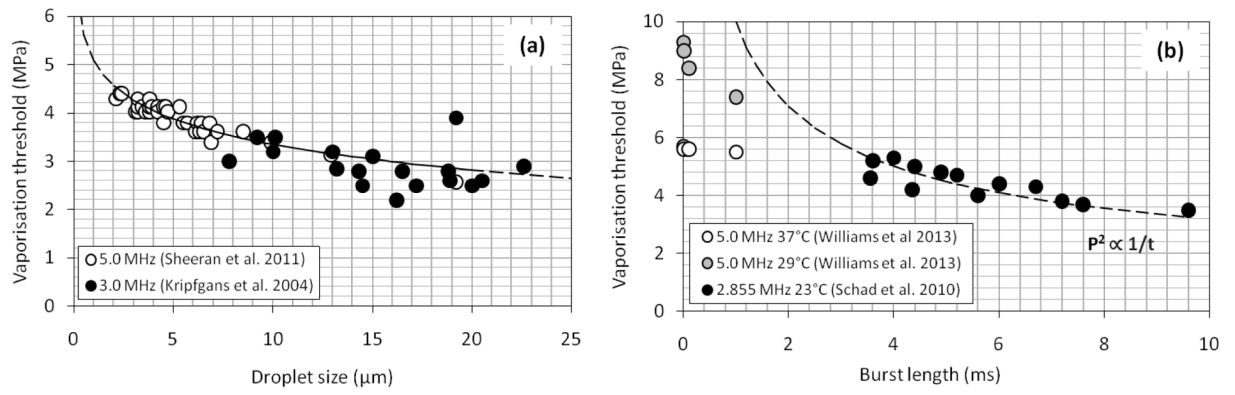 Vaporisation threshold (MPa)
6
5
4
3
2
1
0
(a)
5.0 MHz (Sheeran et al. 2011)
3.0 MHz (Kripfgans et al. 2004)
0 5 10 15 20 25
Droplet size (μm)
Vaporisation threshold (MPa)
10
8
6
4
2
0
(b)
P² ∝ 1/t
5.0 MHz 37°C (Williams et al 2013)
5.0 MHz 29°C (Williams et al. 2013)
2.855 MHz 23°C (Schad et al. 2010)
0 2 4 6 8 10
Burst length (ms)